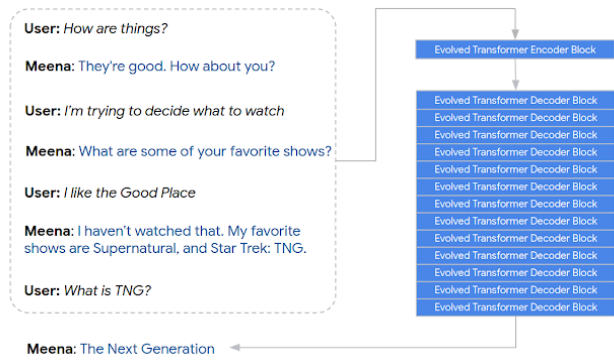 User: How are things?
Meena: They're good. How about you?
User: I'm trying to decide what to watch
Meena: What are some of your favorite shows?
User: I like the Good Place
Meena: I haven't watched that. My favorite
shows are Supernatural, and Star Trek: TNG.
User: What is TNG?
Meena: The Next Generation
Evolved Transformer Encoder Block
Evolved Transformer Decoder Block
Evolved Transformer Decoder Block
Evolved Transformer Decoder Block
Evolved Transformer Decoder Block
Evolved Transformer Decoder Block
Evolved Transformer Decoder Block
Evolved Transformer Decoder Block
Evolved Transformer Decoder Block
Evolved Transformer Decoder Block
Evolved Transformer Decoder Block
Evolved Transformer Decoder Block
Evolved Transformer Decoder Block
Evolved Transformer Decoder Block